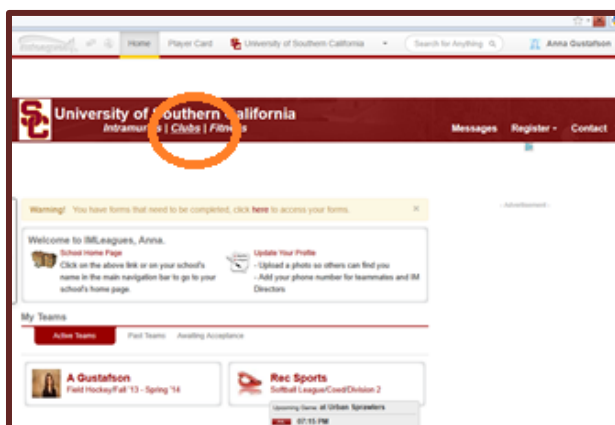 Home Player Card University of Southern California Search for Anything Anna Gustafson
SC University of Southern California
Intramurals | Clubs | Fitness
Messages Register Contact
Warning! You have forms that need to be completed, click here to access your forms. ×
- Advertisement -
Welcome to IMLeagues, Anna.
School Home Page
Click on the above link or on your school's
name in the main navigation bar to go to your
school's home page.
Update Your Profile
- Upload a photo so others can find you
- Add your phone number for teammates and IM
Directors
My Teams
Active Teams Past Teams Awaiting Acceptance
A Gustafson
Field Hockey/Fall '13 - Spring '14
Rec Sports
Softball League/Coed/Division 2
Upcoming Game: at Urban Sprawlers
07:15 PM